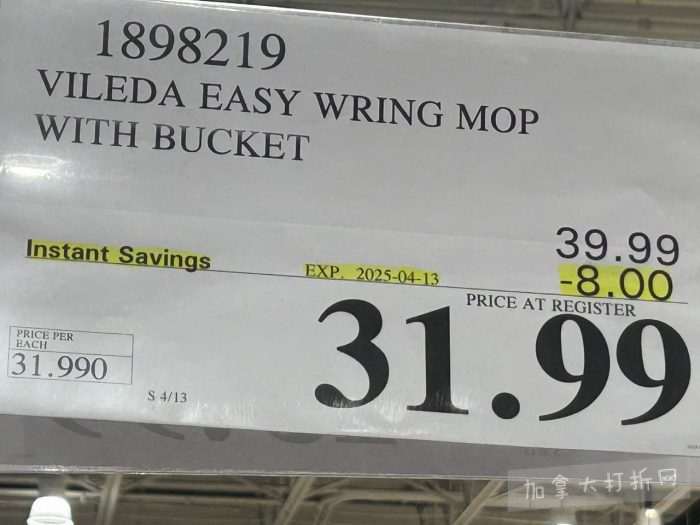 1898219
VILEDA EASY WRING MOP
WITH BUCKET
39.99
Instant Savings EXP. 2025-04-13 -8.00
PRICE AT REGISTER
31.99
PRICE PER
EACH
31.990
S 4/13
加拿大打折网